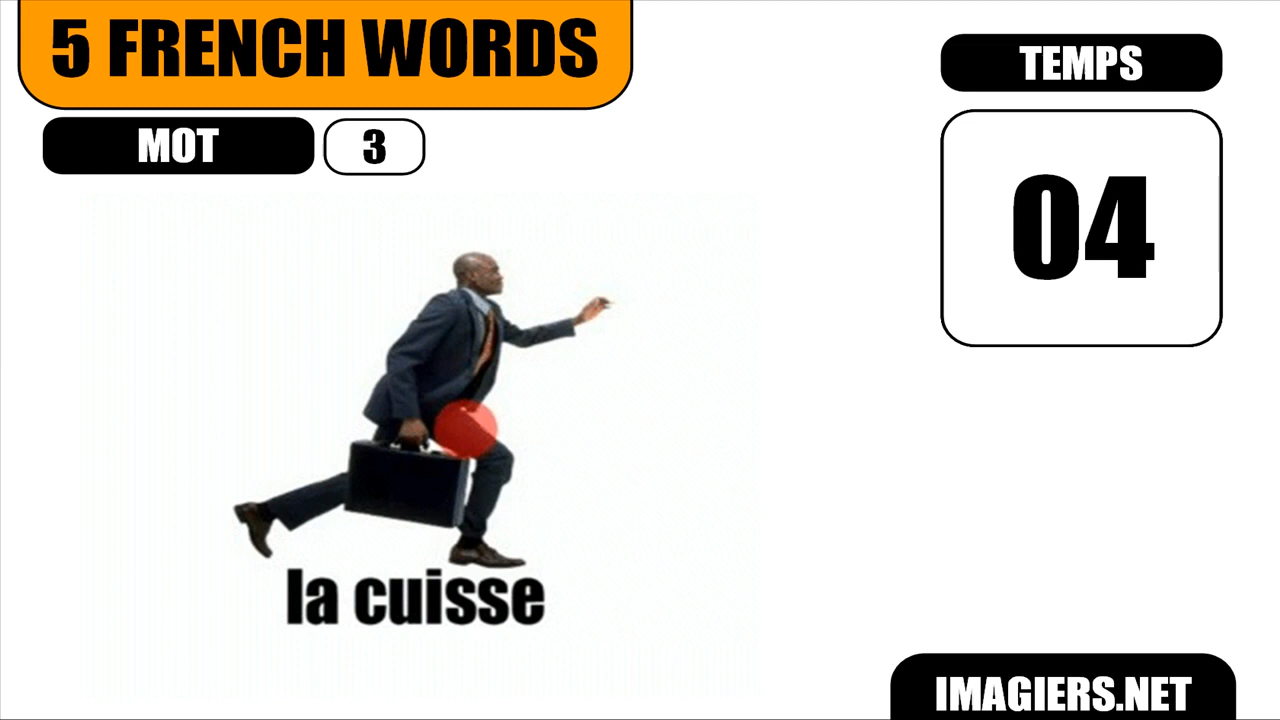 5 FRENCH WORDS
TEMPS
MOT 3
04
la cuisse
IMAGIERS.NET